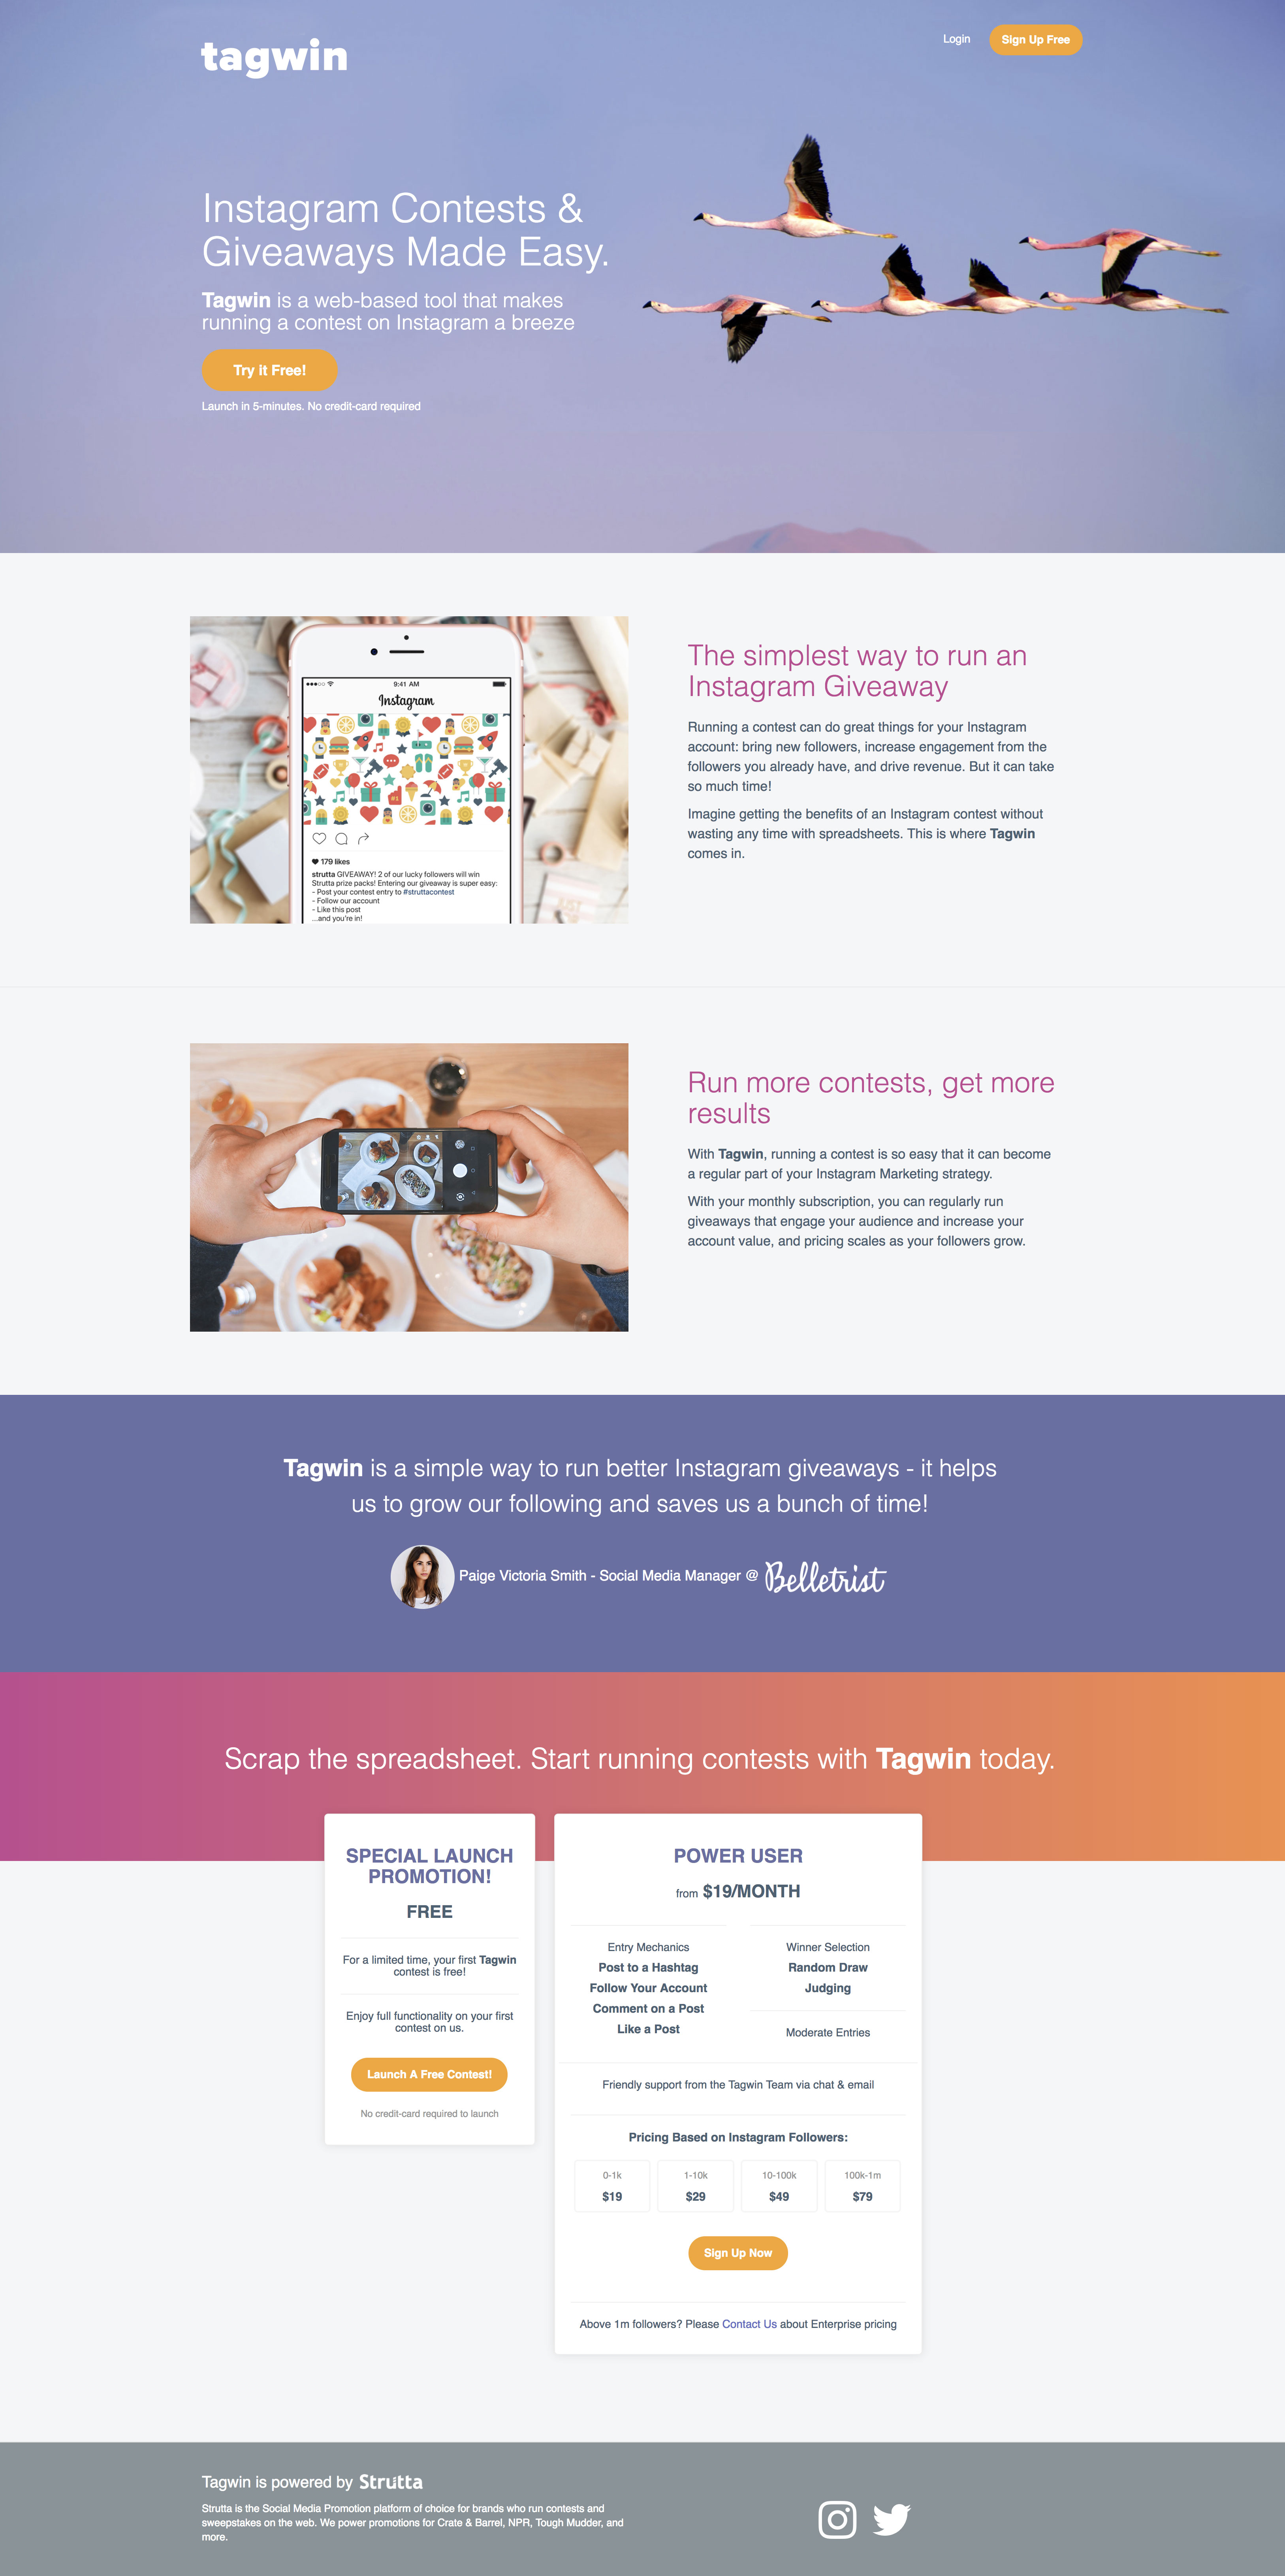 tagwin
Login
Sign Up Free
Instagram Contests &
Giveaways Made Easy.
Tagwin is a web-based tool that makes
running a contest on Instagram a breeze
Try it Free!
Launch in 5-minutes. No credit-card required
9:41 AM
Instagram
#1
179 likes
strutta GIVEAWAY! 2 of our lucky followers will win
Strutta prize packs! Entering our giveaway is super easy:
- Post your contest entry to #struttacontest
- Follow our account
- Like this post
...and you're in!
The simplest way to run an
Instagram Giveaway
Running a contest can do great things for your Instagram
account: bring new followers, increase engagement from the
followers you already have, and drive revenue. But it can take
so much time!
Imagine getting the benefits of an Instagram contest without
wasting any time with spreadsheets. This is where Tagwin
comes in.
Run more contests, get more
results
With Tagwin, running a contest is so easy that it can become
a regular part of your Instagram Marketing strategy.
With your monthly subscription, you can regularly run
giveaways that engage your audience and increase your
account value, and pricing scales as your followers grow.
Tagwin is a simple way to run better Instagram giveaways - it helps
us to grow our following and saves us a bunch of time!
Paige Victoria Smith - Social Media Manager @ Belletrist
Scrap the spreadsheet. Start running contests with Tagwin today.
SPECIAL LAUNCH
PROMOTION!
FREE
For a limited time, your first Tagwin
contest is free!
Enjoy full functionality on your first
contest on us.
Launch A Free Contest!
No credit-card required to launch
POWER USER
from $19/MONTH
Entry Mechanics
Post to a Hashtag
Follow Your Account
Comment on a Post
Like a Post
Winner Selection
Random Draw
Judging
Moderate Entries
Friendly support from the Tagwin Team via chat & email
Pricing Based on Instagram Followers:
0-1k
$19
1-10k
$29
10-100k
$49
100k-1m
$79
Sign Up Now
Above 1m followers? Please Contact Us about Enterprise pricing
Tagwin is powered by Strutta
Strutta is the Social Media Promotion platform of choice for brands who run contests and
sweepstakes on the web. We power promotions for Crate & Barrel, NPR, Tough Mudder, and
more.